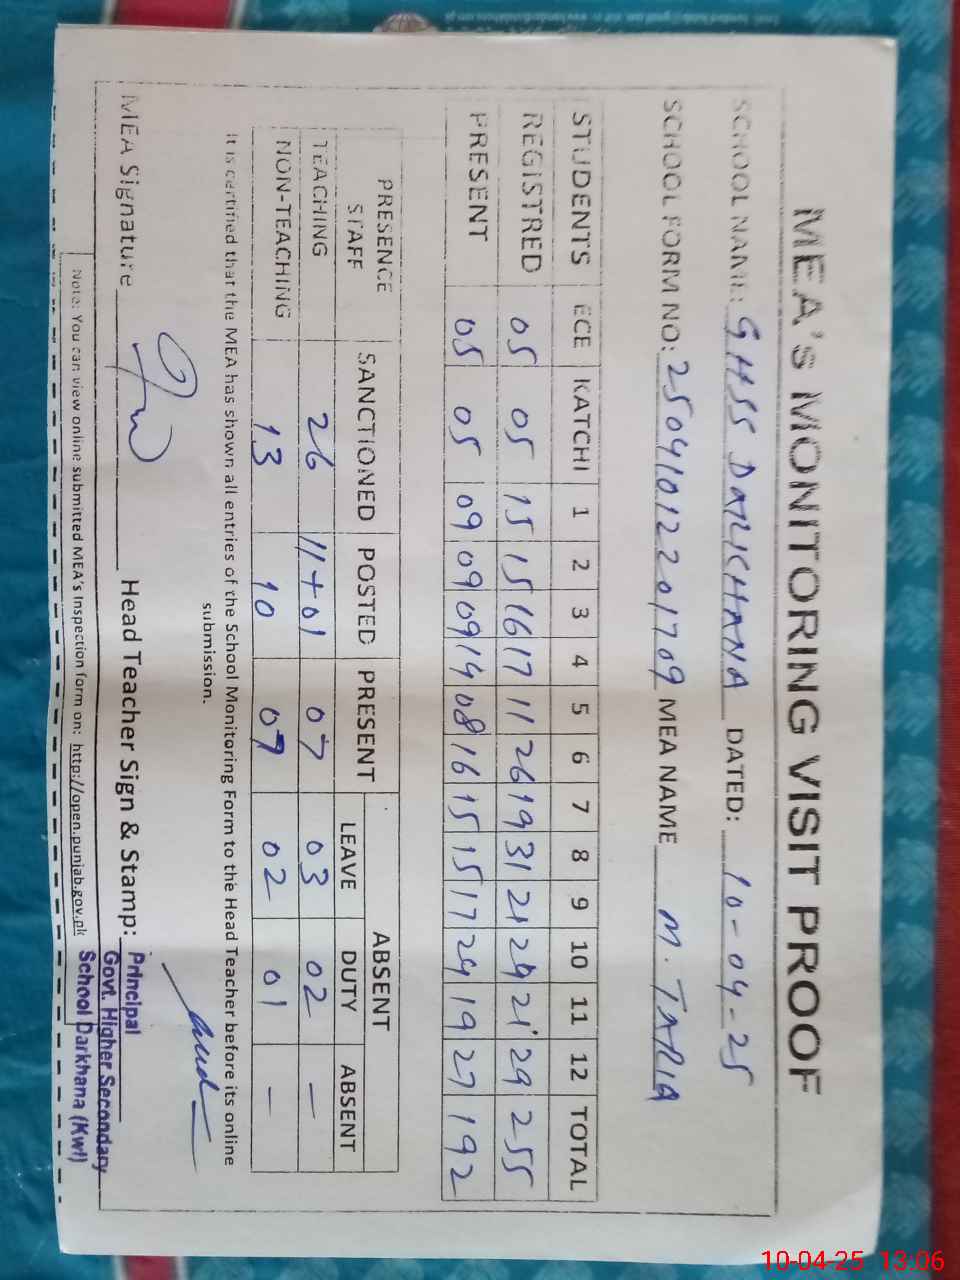 MEA's MONITORING VISIT PROOF
SCHOOL NAME: GHSS DARKHANA DATED: 10-04-25
SCHOOL FORM NO: 25041012201709 MEA NAME M. TARIQ
STUDENTS ECE KATCHI 1 2 3 4 5 6 7 8 9 10 11 12 TOTAL
REGISTRED 05 05 15 15 16 17 11 26 19 31 21 24 21 29 255
PRESENT 05 05 09 09 09 14 08 16 15 15 17 24 19 27 192
PRESENCE STAFF SANCTIONED POSTED PRESENT ABSENT
LEAVE DUTY ABSENT
TEACHING 26 11+01 07 03 02 –
NON-TEACHING 13 10 07 02 01 –
It is certified that the MEA has shown all entries of the School Monitoring Form to the Head Teacher before its online
submission.
MEA Signature Head Teacher Sign & Stamp:
Principal
Govt. Higher Secondary
School Darkhana (Kwl)
Note: You can view online submitted MEA's Inspection form on: http://open.punjab.gov.pk
10-04-25 13:06